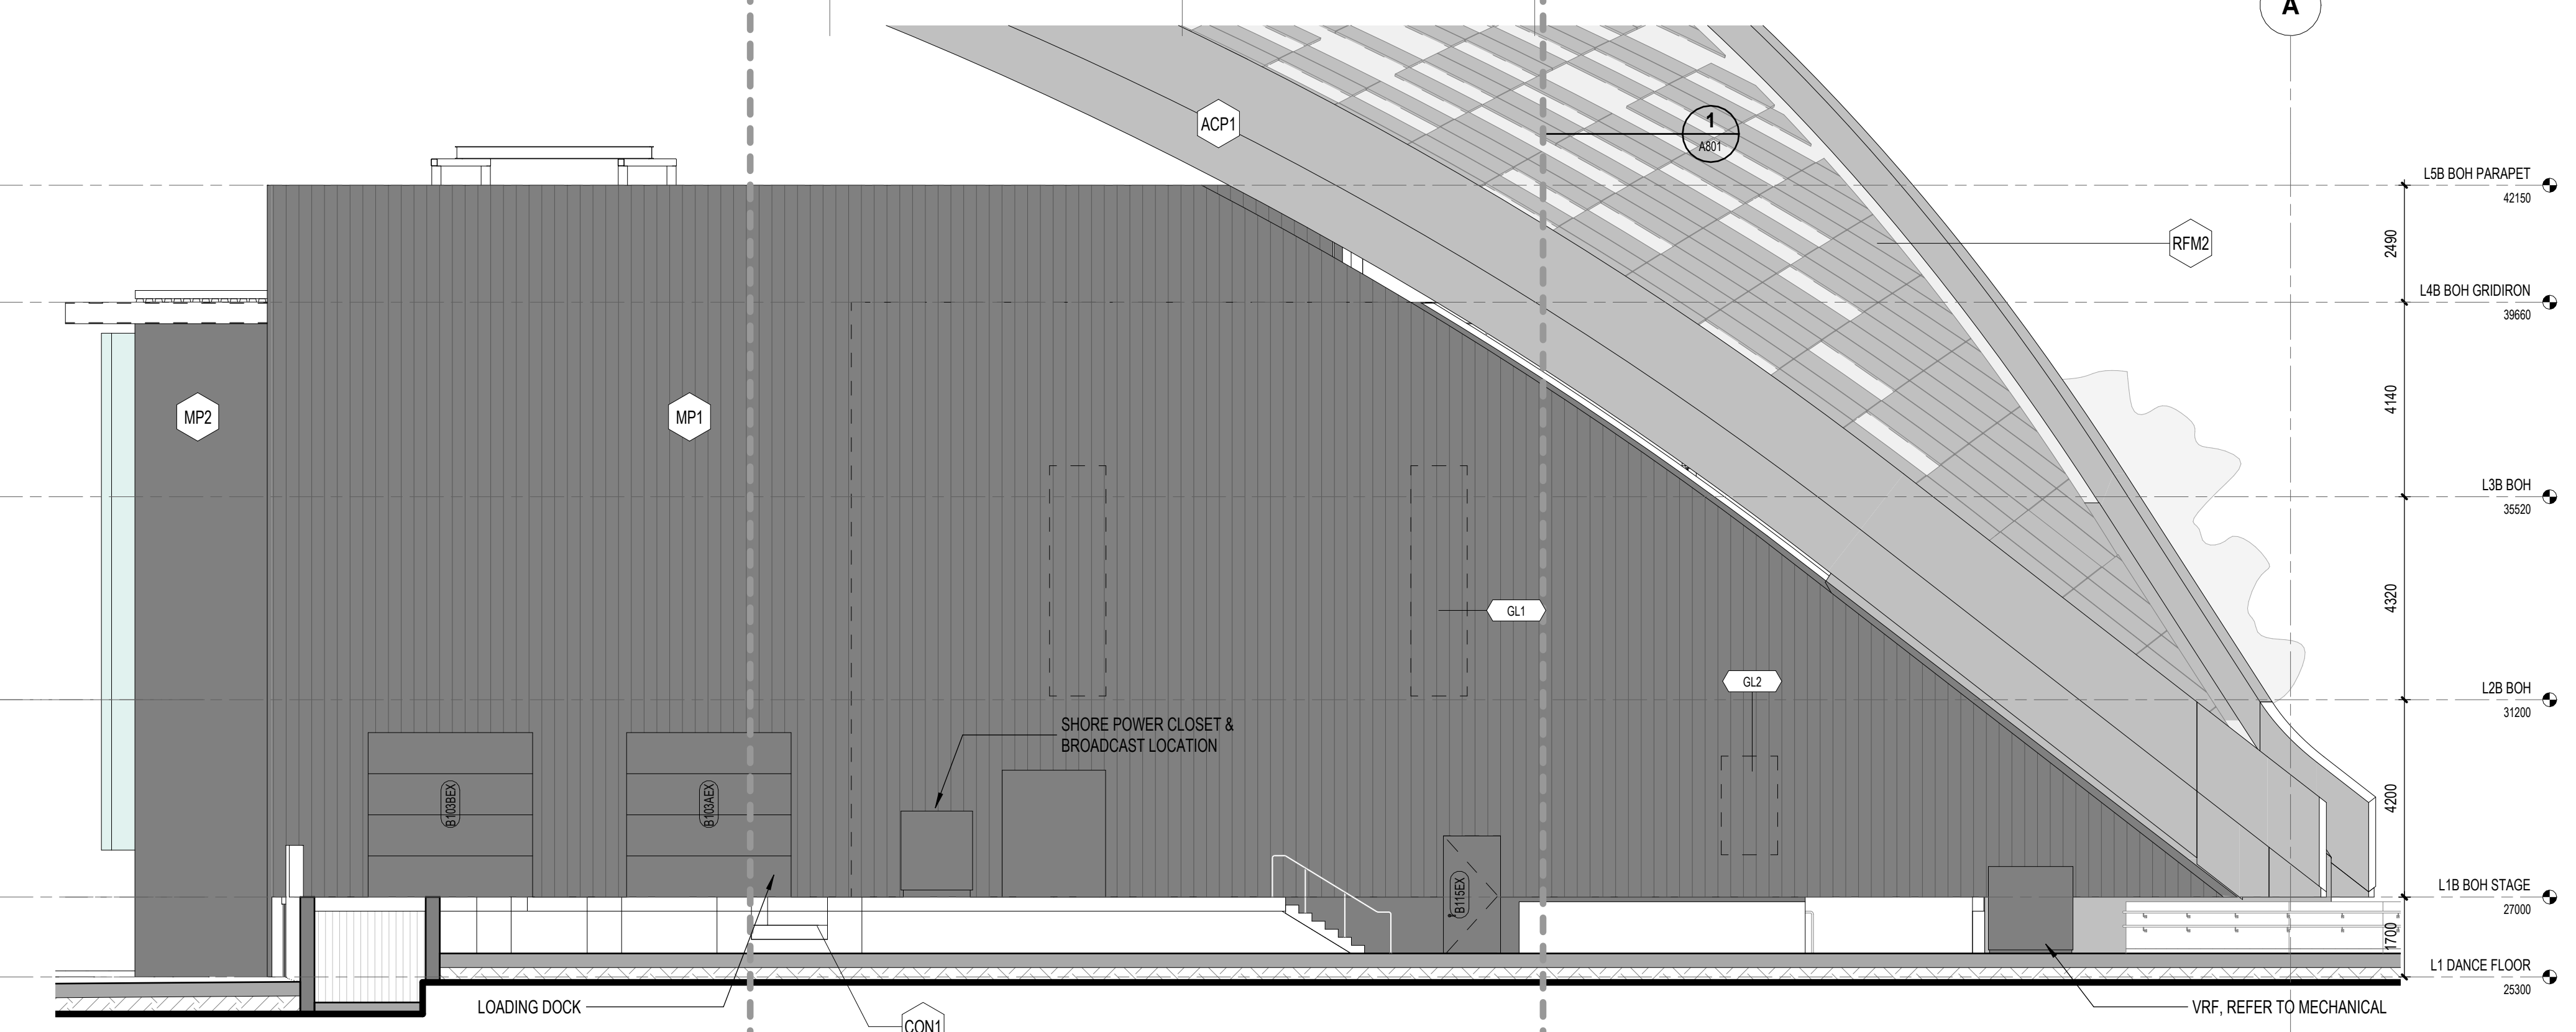 A
ACP1
1
A801
L5B BOH PARAPET
42150
RFM2
2490
L4B BOH GRIDIRON
39660
MP2
MP1
4140
L3B BOH
35520
GL1
4320
GL2
L2B BOH
31200
SHORE POWER CLOSET &
BROADCAST LOCATION
B103BEX
B103AEX
4200
B115EX
L1B BOH STAGE
27000
1700
L1 DANCE FLOOR
25300
LOADING DOCK
CON1
VRF, REFER TO MECHANICAL